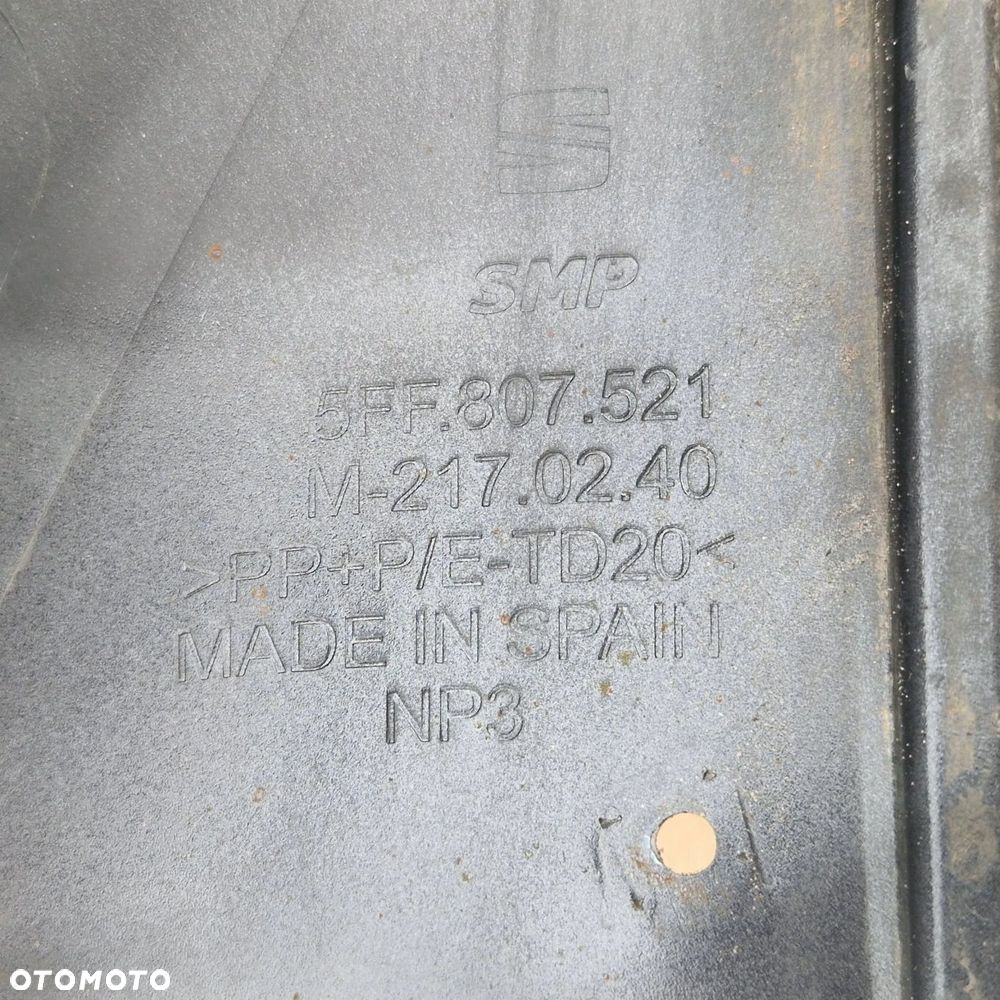 SMP
5FF.807.521
M-217.02.40
>PP+P/E-TD20<
MADE IN SPAIN
NP3
OTOMOTO